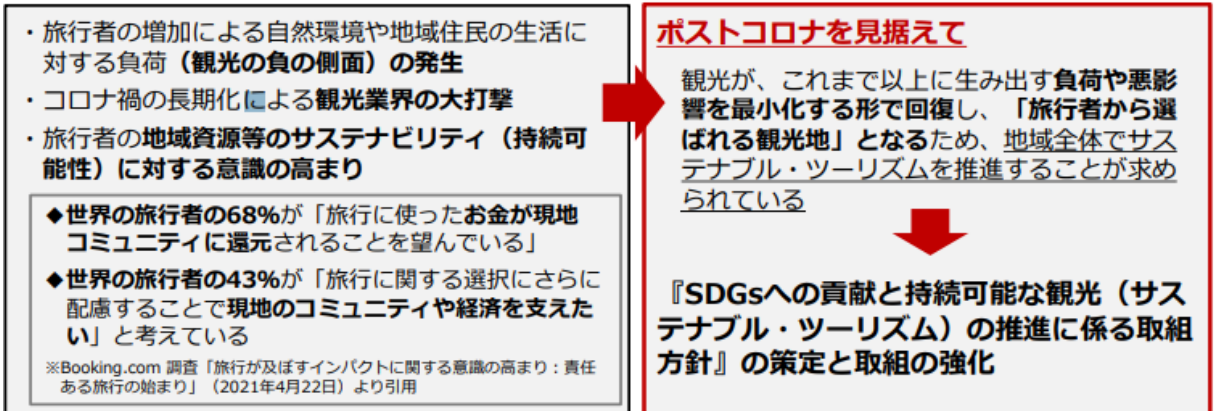 ・旅行者の増加による自然環境や地域住民の生活に
対する負荷（観光の負の側面）の発生
・コロナ禍の長期化による観光業界の大打撃
・旅行者の地域資源等のサステナビリティ（持続可
能性）に対する意識の高まり
◆世界の旅行者の68%が「旅行に使ったお金が現地
コミュニティに還元されることを望んでいる」
◆世界の旅行者の43%が「旅行に関する選択にさらに
配慮することで現地のコミュニティや経済を支えた
い」と考えている
※Booking.com 調査「旅行が及ぼすインパクトに関する意識の高まり：責任
ある旅行の始まり」（2021年4月22日）より引用
ポストコロナを見据えて
観光が、これまで以上に生み出す負荷や悪影
響を最小化する形で回復し、「旅行者から選
ばれる観光地」となるため、地域全体でサス
テナブル・ツーリズムを推進することが求め
られている
『SDGsへの貢献と持続可能な観光（サス
テナブル・ツーリズム）の推進に係る取組
方針』の策定と取組の強化